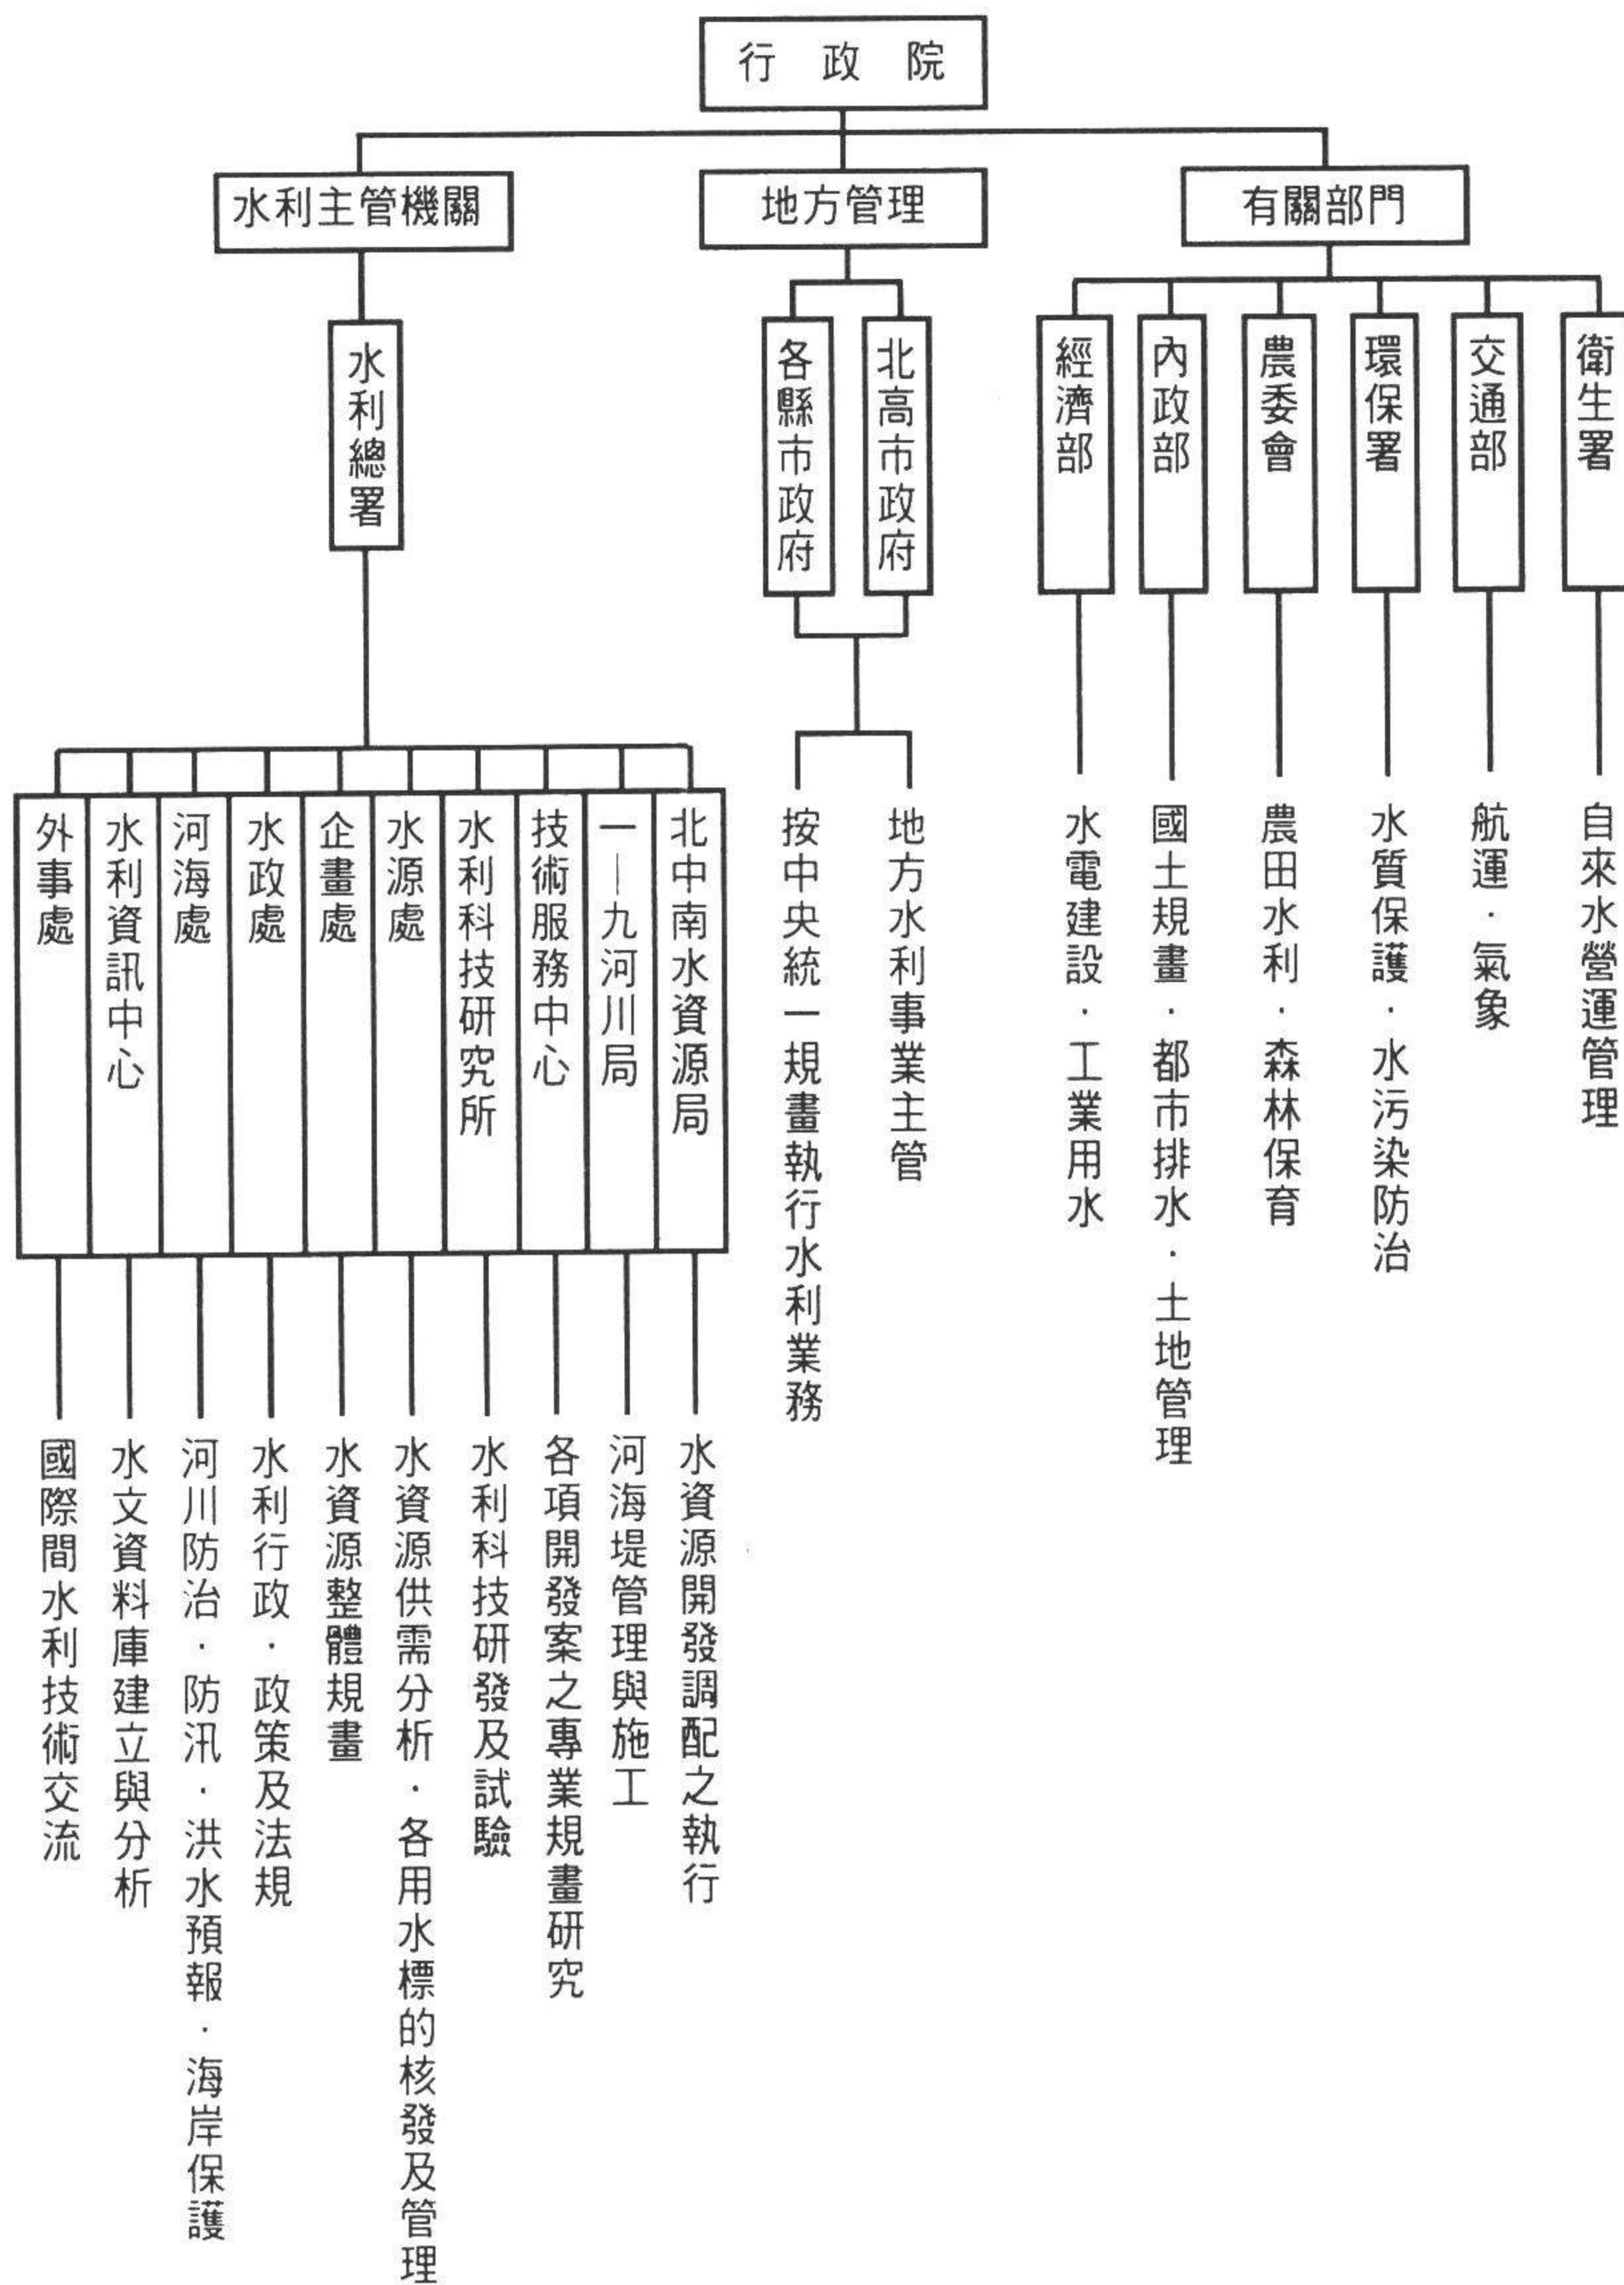 行政院
水利主管機關
地方管理
有關部門
水利總署
各縣市政府
北高市政府
經濟部
內政部
農委會
環保署
交通部
衛生署
外事處
水利資訊中心
河海處
水政處
企畫處
水源處
水利科技研究所
技術服務中心
一—九河川局
北中南水資源局
按中央統一規畫執行水利業務
地方水利事業主管
水電建設·工業用水
國土規畫·都市排水·土地管理
農田水利·森林保育
水質保護·水污染防治
航運·氣象
自來水營運管理
國際間水利技術交流
水文資料庫建立與分析
河川防治·防汛·洪水預報·海岸保護
水利行政·政策及法規
水資源整體規畫
水資源供需分析·各用水標的核發及管理
水利科技研發及試驗
各項開發案之專業規畫研究
河海堤管理與施工
水資源開發調配之執行